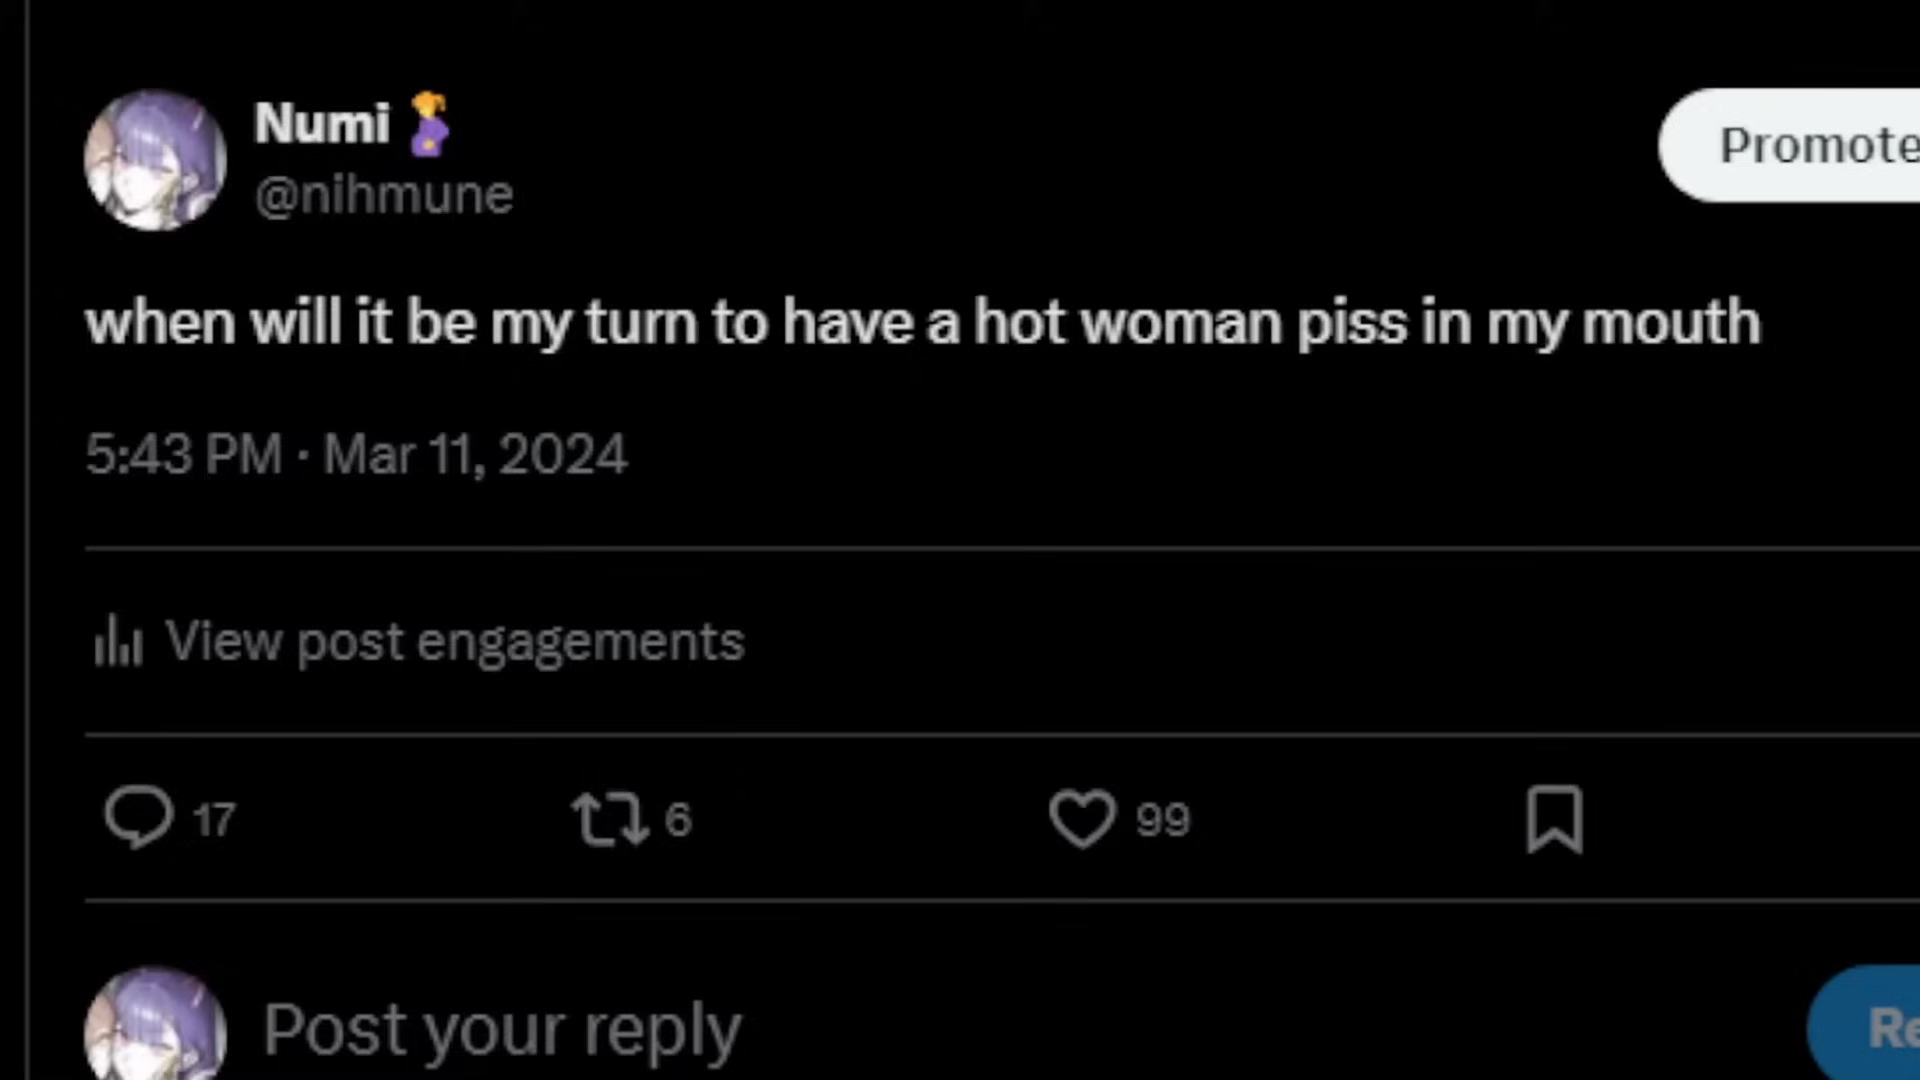 Numi
Promote
@nihmune
when will it be my turn to have a hot woman piss in my mouth
5:43 PM · Mar 11, 2024
View post engagements
17 6 99
Post your reply
Re